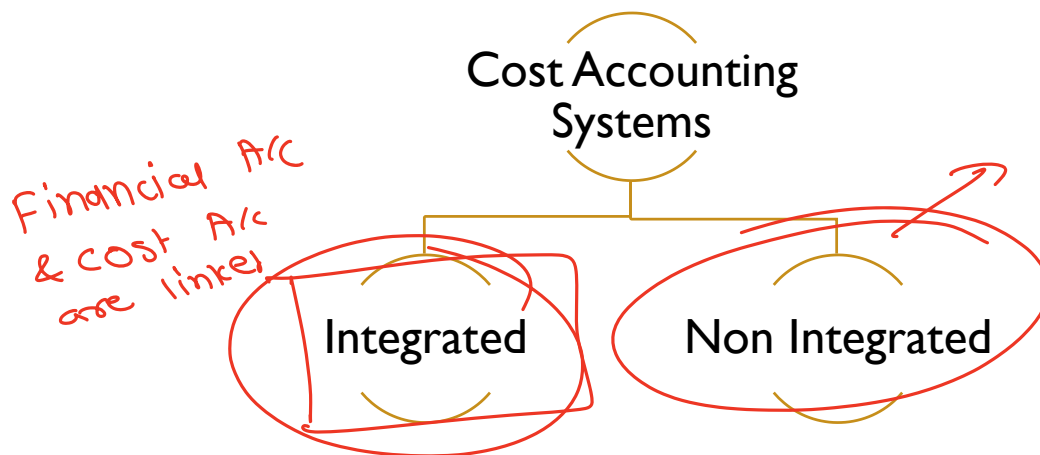 Cost Accounting
Systems
Financial A/C
& cost A/c
are linked
Integrated
Non Integrated